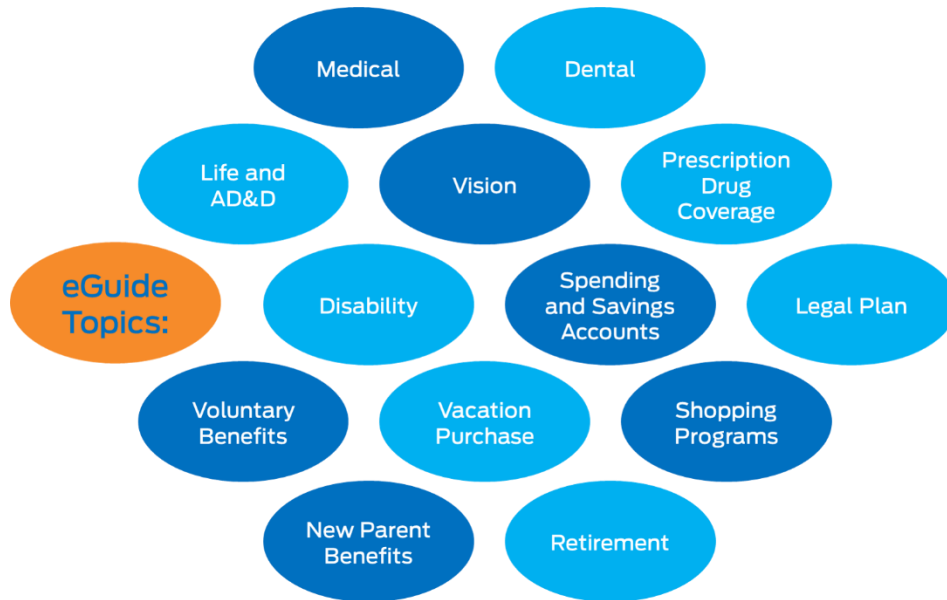 Medical
Dental
Life and
AD&D
Vision
Prescription
Drug
Coverage
eGuide
Topics:
Disability
Spending
and Savings
Accounts
Legal Plan
Voluntary
Benefits
Vacation
Purchase
Shopping
Programs
New Parent
Benefits
Retirement